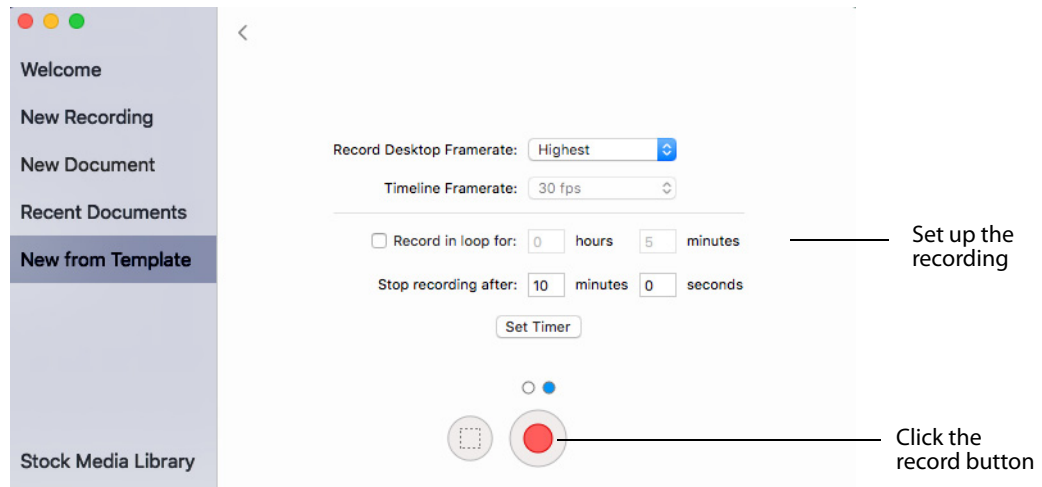 Welcome
New Recording
New Document
Recent Documents
New from Template
Stock Media Library
Record Desktop Framerate: Highest
Timeline Framerate: 30 fps
Record in loop for: 0 hours 5 minutes
Stop recording after: 10 minutes 0 seconds
Set Timer
Set up the
recording
Click the
record button